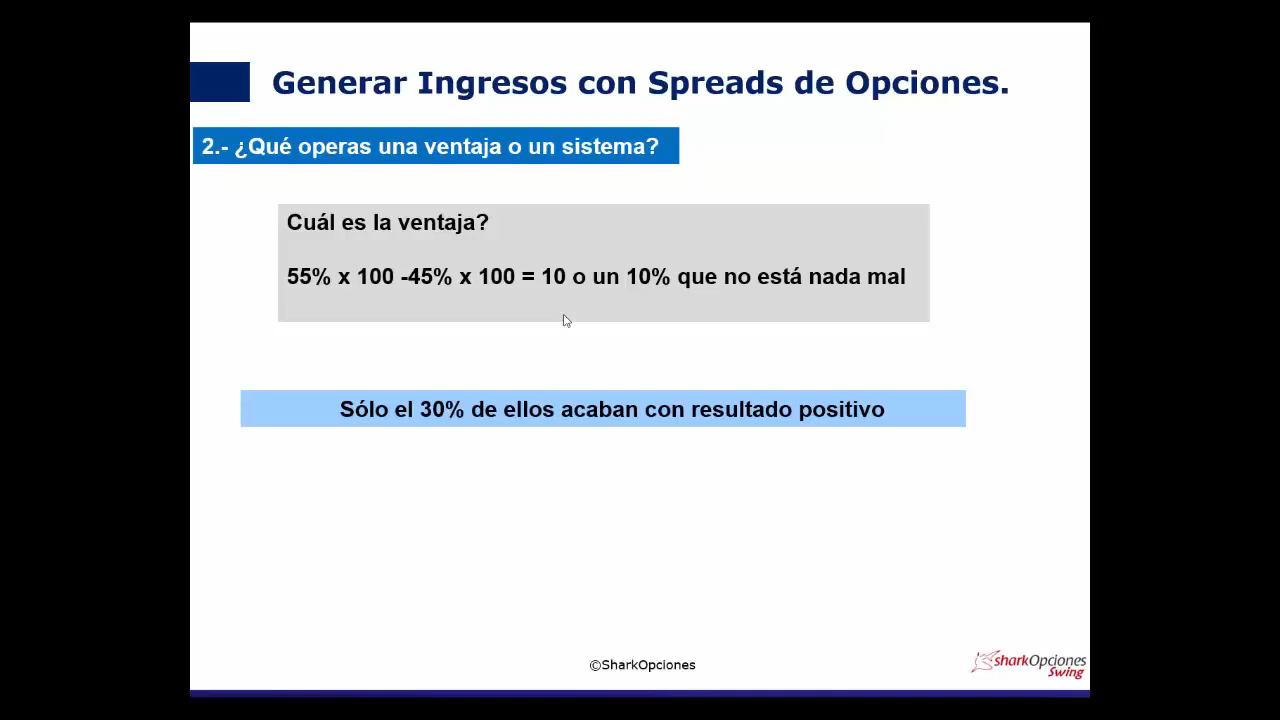 Generar Ingresos con Spreads de Opciones.
2.- ¿Qué operas una ventaja o un sistema?
Cuál es la ventaja?
55% x 100 -45% x 100 = 10 o un 10% que no está nada mal
Sólo el 30% de ellos acaban con resultado positivo
©SharkOpciones
sharkOpciones
Swing